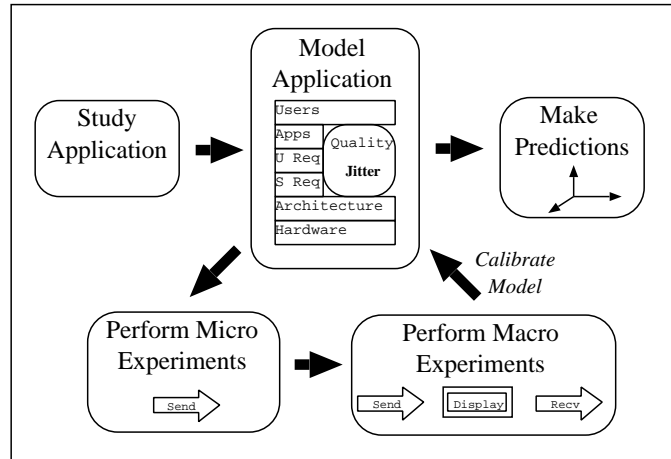 Study
Application
Model
Application
Users
Apps
U Req
S Req
Quality
Jitter
Architecture
Hardware
Make
Predictions
Calibrate
Model
Perform Micro
Experiments
Send
Perform Macro
Experiments
Send
Display
Recv